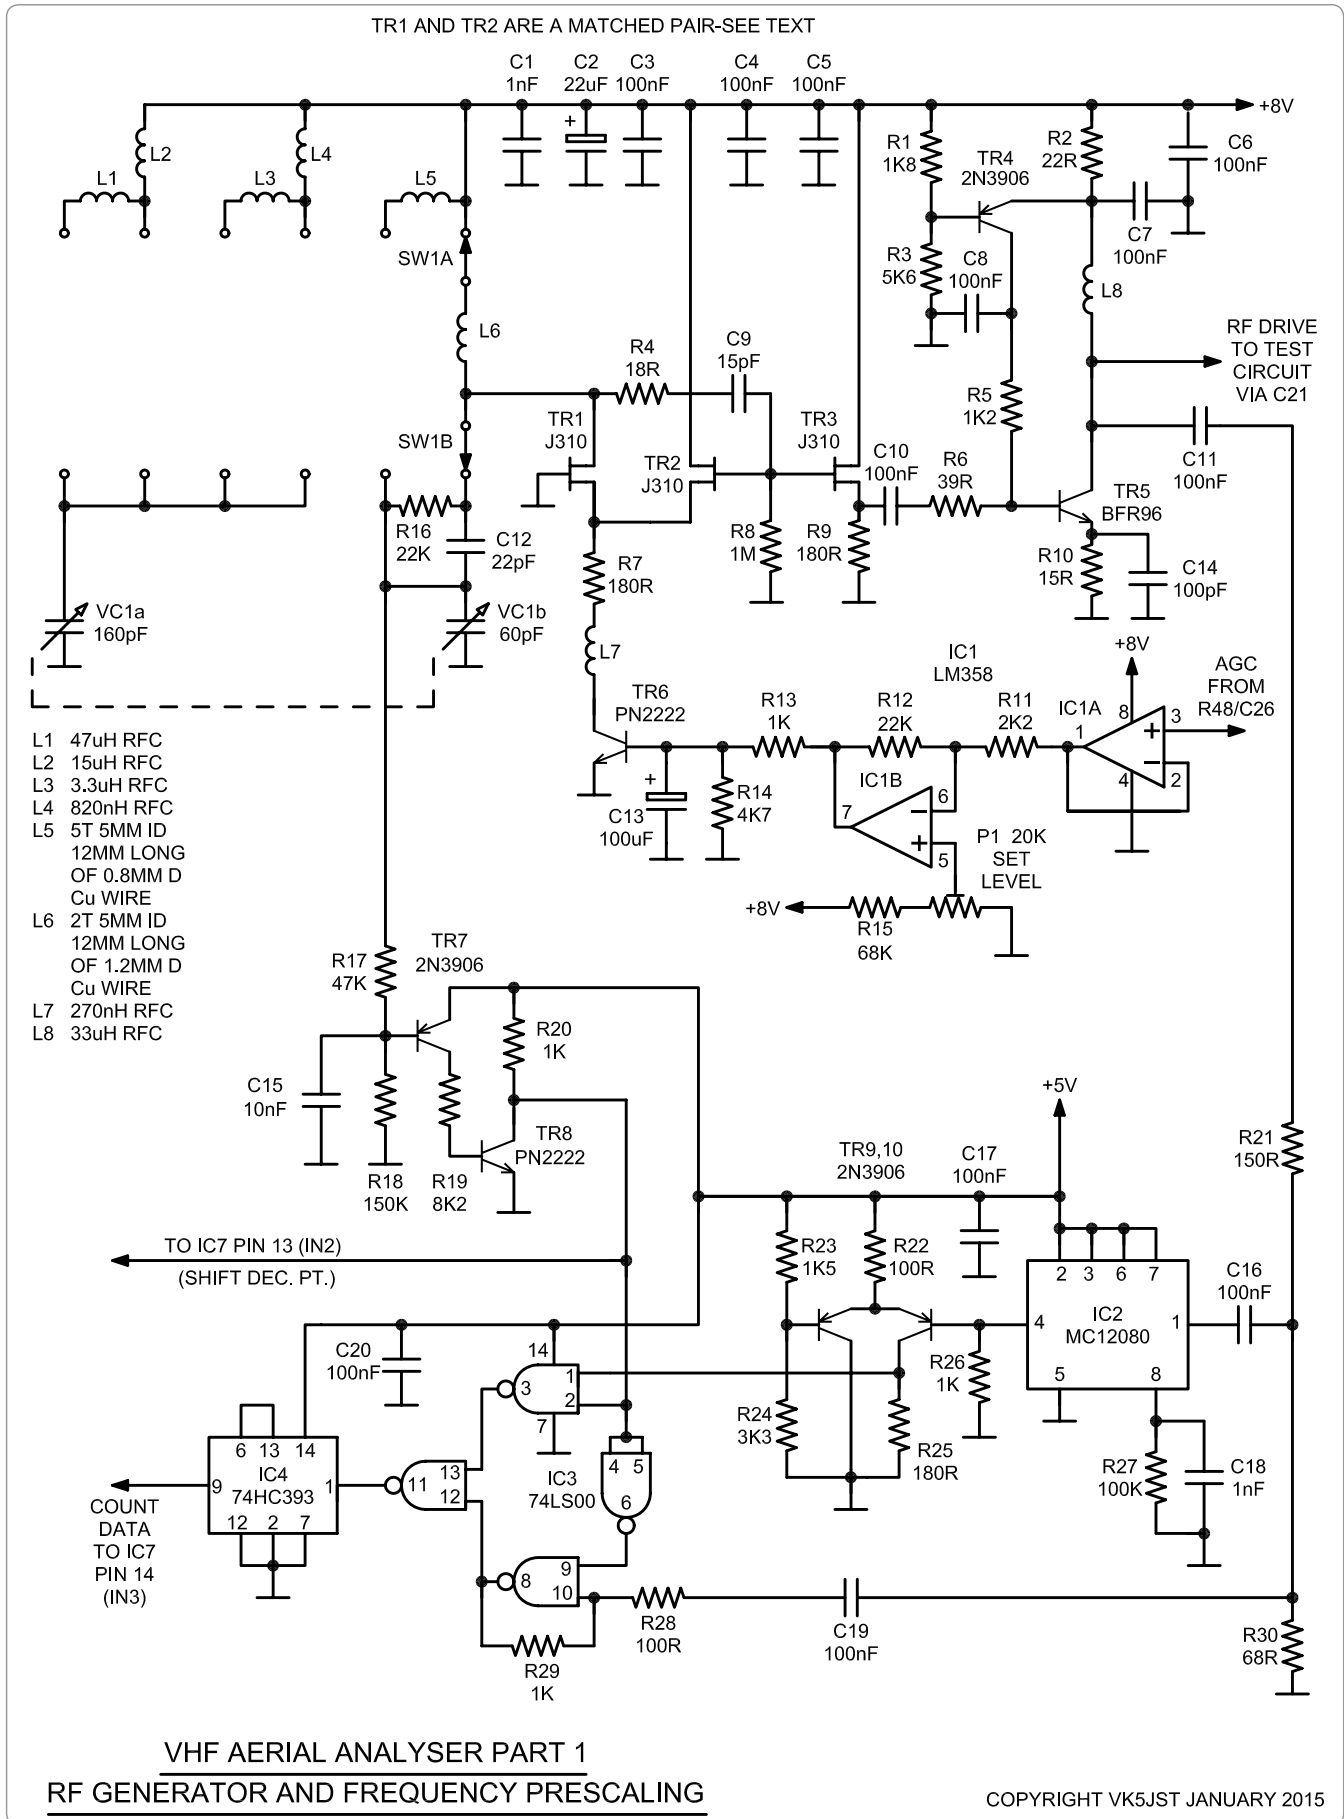 TR1 AND TR2 ARE A MATCHED PAIR-SEE TEXT
C1
1nF
C2
22uF
C3
100nF
C4
100nF
C5
100nF
+8V
+
L2
L4
L1
L3
L5
R1
1K8
TR4
2N3906
R2
22R
C6
100nF
SW1A
R3
5K6
C8
100nF
C7
100nF
L8
L6
R4
18R
C9
15pF
RF DRIVE
TO TEST
CIRCUIT
VIA C21
SW1B
TR1
J310
TR2
J310
TR3
J310
R5
1K2
C10
100nF
R6
39R
C11
100nF
TR5
BFR96
R16
22K
C12
22pF
R7
180R
R8
1M
R9
180R
R10
15R
C14
100pF
VC1a
160pF
VC1b
60pF
L7
IC1
LM358
+8V
AGC
FROM
R48/C26
TR6
PN2222
R13
1K
R12
22K
R11
2K2
IC1A
1
8
3
+
−
4
2
+
C13
100uF
R14
4K7
IC1B
7
6
−
+
5
P1 20K
SET
LEVEL
+8V
R15
68K
L1 47uH RFC
L2 15uH RFC
L3 3.3uH RFC
L4 820nH RFC
L5 5T 5MM ID
12MM LONG
OF 0.8MM D
Cu WIRE
L6 2T 5MM ID
12MM LONG
OF 1.2MM D
Cu WIRE
L7 270nH RFC
L8 33uH RFC
R17
47K
TR7
2N3906
R20
1K
C15
10nF
R18
150K
R19
8K2
TR8
PN2222
+5V
R21
150R
TR9,10
2N3906
C17
100nF
TO IC7 PIN 13 (IN2)
(SHIFT DEC. PT.)
R23
1K5
R22
100R
2 3 6 7
IC2
MC12080
4
1
5
8
C16
100nF
C20
100nF
14
3
1
2
7
R26
1K
R24
3K3
R25
180R
R27
100K
C18
1nF
6 13 14
IC4
74HC393
9
1
12 2 7
11
13
12
IC3
74LS00
4 5
6
COUNT
DATA
TO IC7
PIN 14
(IN3)
8
9
10
R28
100R
C19
100nF
R29
1K
R30
68R
VHF AERIAL ANALYSER PART 1
RF GENERATOR AND FREQUENCY PRESCALING
COPYRIGHT VK5JST JANUARY 2015